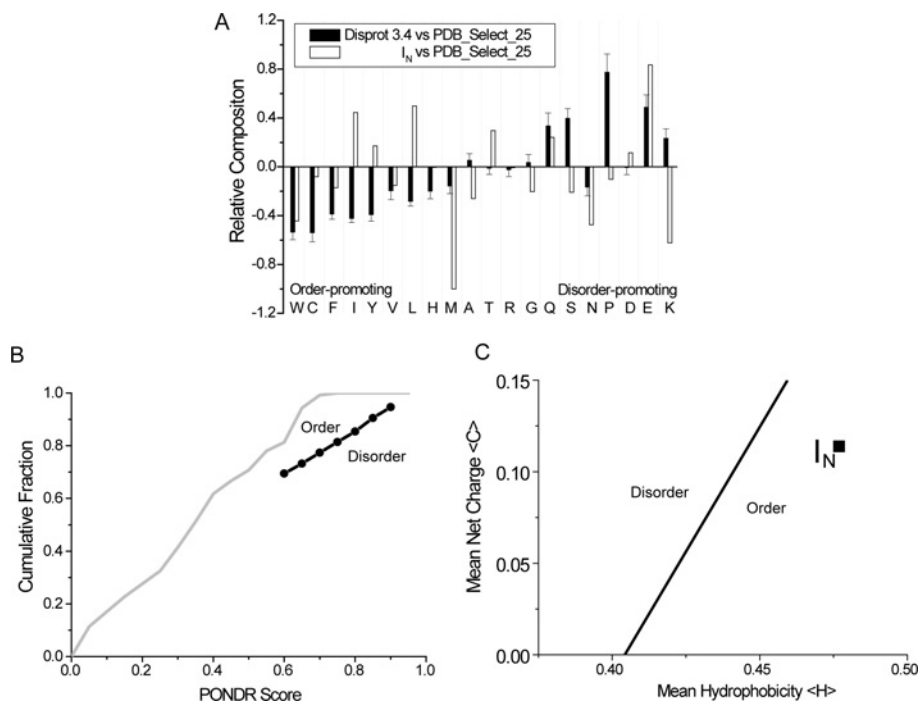 A
Disprot 3.4 vs PDB_Select_25
I_N vs PDB_Select_25
Relative Composition
1.2
0.8
0.4
0.0
-0.4
-0.8
-1.2
Order-promoting Disorder-promoting
W C F I Y V L H M A T R G Q S N P D E K
B
Cumulative Fraction
1.0
0.8
0.6
0.4
0.2
0.0
Order
Disorder
0.0 0.2 0.4 0.6 0.8 1.0
PONDR Score
C
Mean Net Charge <C>
0.15
0.10
0.05
0.00
I_N
Disorder
Order
0.40 0.45 0.50
Mean Hydrophobicity <H>